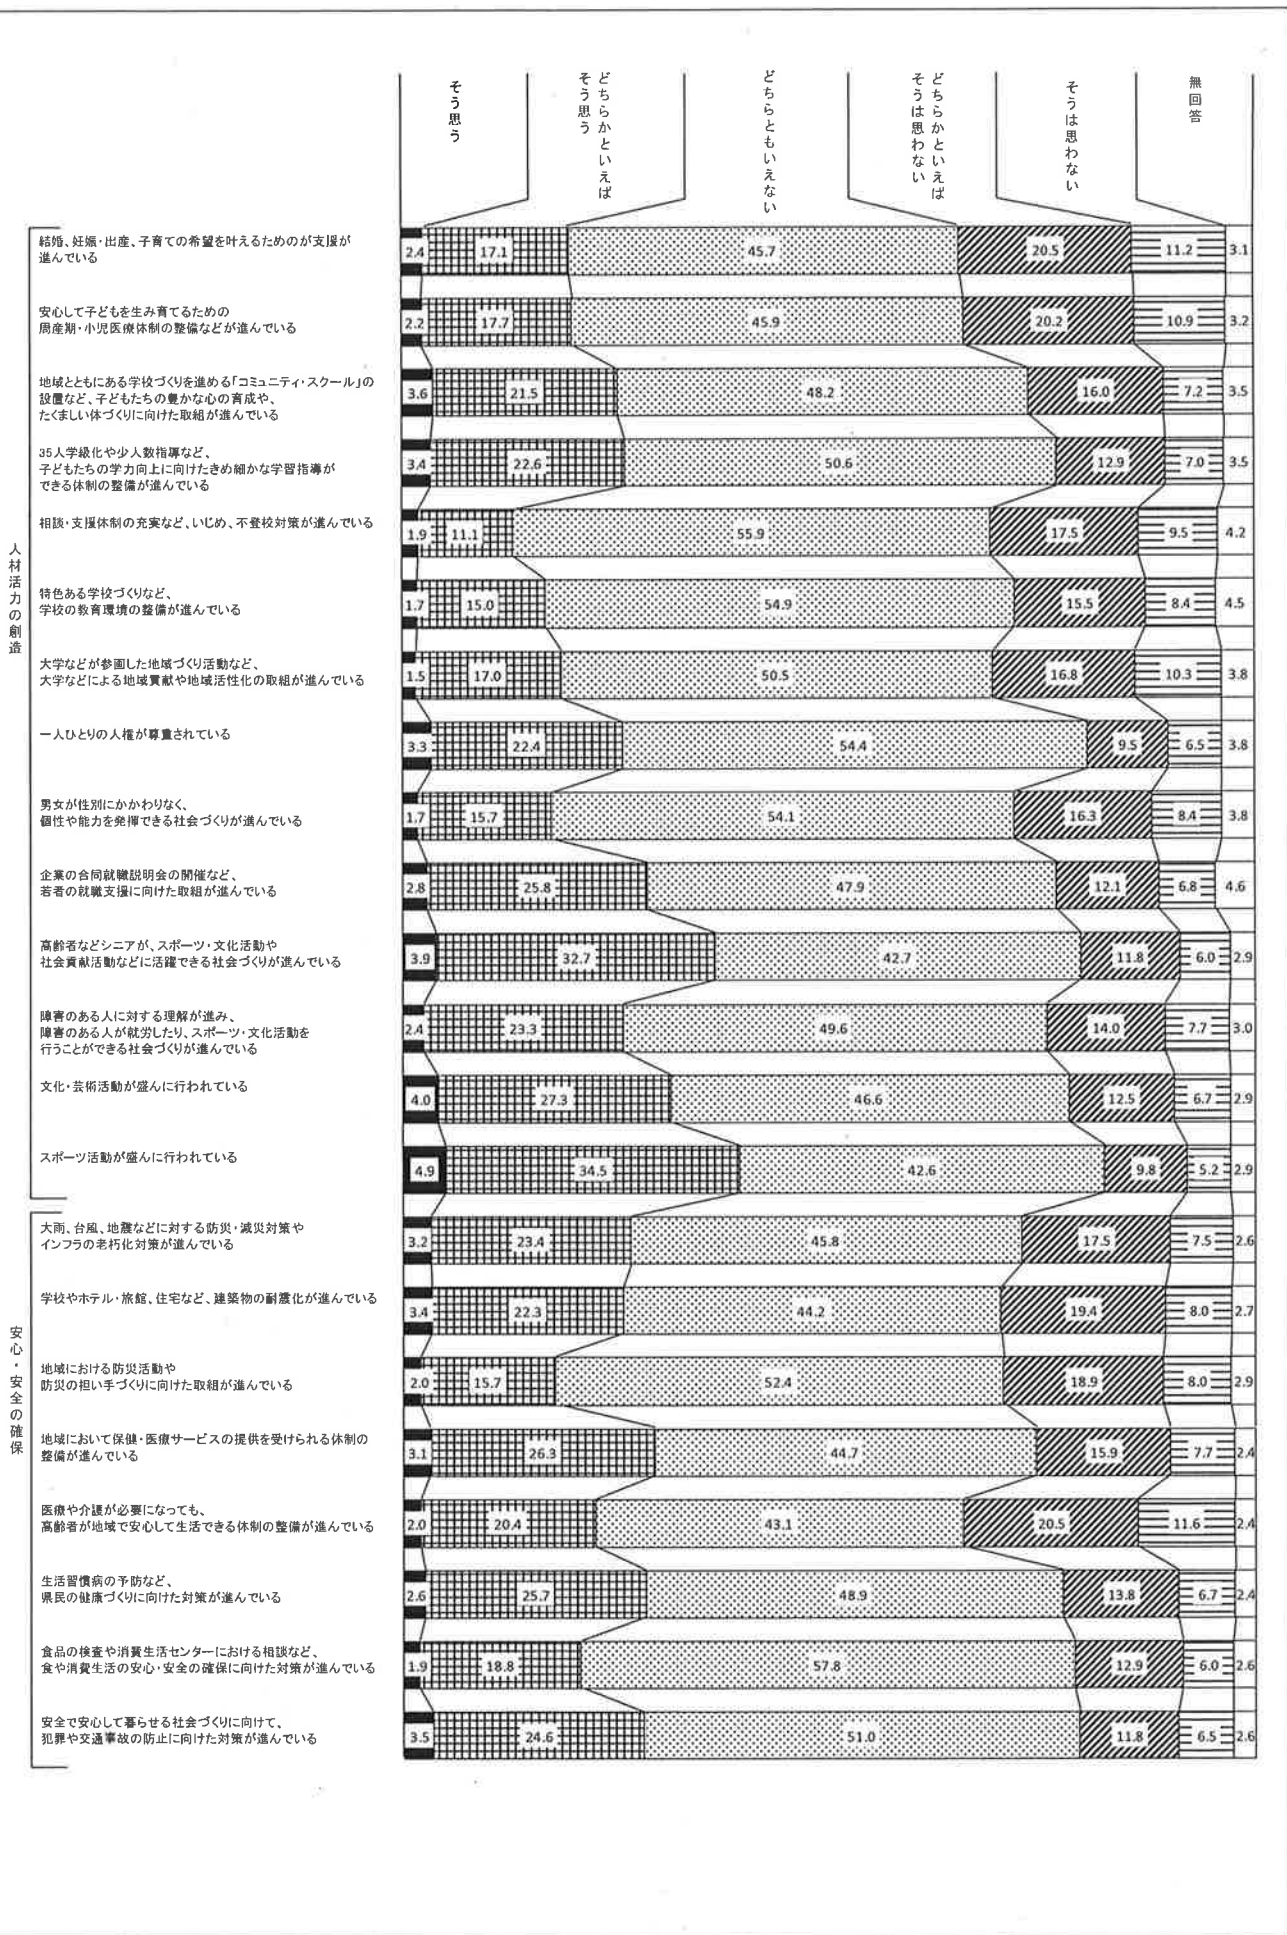 そう思う
どちらかといえば
そう思う
どちらともいえない
どちらかといえば
そうは思わない
そうは思わない
無回答
人材活力の創造
結婚、妊娠・出産、子育ての希望を叶えるためのが支援が
進んでいる
2.4 17.1 45.7 20.5 11.2 3.1
安心して子どもを生み育てるための
周産期・小児医療体制の整備などが進んでいる
2.2 17.7 45.9 20.2 10.9 3.2
地域とともにある学校づくりを進める「コミュニティ・スクール」の
設置など、子どもたちの豊かな心の育成や、
たくましい体づくりに向けた取組が進んでいる
3.6 21.5 48.2 16.0 7.2 3.5
35人学級化や少人数指導など、
子どもたちの学力向上に向けたきめ細かな学習指導が
できる体制の整備が進んでいる
3.4 22.6 50.6 12.9 7.0 3.5
相談・支援体制の充実など、いじめ、不登校対策が進んでいる
1.9 11.1 55.9 17.5 9.5 4.2
特色ある学校づくりなど、
学校の教育環境の整備が進んでいる
1.7 15.0 54.9 15.5 8.4 4.5
大学などが参画した地域づくり活動など、
大学などによる地域貢献や地域活性化の取組が進んでいる
1.5 17.0 50.5 16.8 10.3 3.8
一人ひとりの人権が尊重されている
3.3 22.4 54.4 9.5 6.5 3.8
男女が性別にかかわりなく、
個性や能力を発揮できる社会づくりが進んでいる
1.7 15.7 54.1 16.3 8.4 3.8
企業の合同就職説明会の開催など、
若者の就職支援に向けた取組が進んでいる
2.8 25.8 47.9 12.1 6.8 4.6
高齢者などシニアが、スポーツ・文化活動や
社会貢献活動などに活躍できる社会づくりが進んでいる
3.9 32.7 42.7 11.8 6.0 2.9
障害のある人に対する理解が進み、
障害のある人が就労したり、スポーツ・文化活動を
行うことができる社会づくりが進んでいる
2.4 23.3 49.6 14.0 7.7 3.0
文化・芸術活動が盛んに行われている
4.0 27.3 46.6 12.5 6.7 2.9
スポーツ活動が盛んに行われている
4.9 34.5 42.6 9.8 5.2 2.9
安心・安全の確保
大雨、台風、地震などに対する防災・減災対策や
インフラの老朽化対策が進んでいる
3.2 23.4 45.8 17.5 7.5 2.6
学校やホテル・旅館、住宅など、建築物の耐震化が進んでいる
3.4 22.3 44.2 19.4 8.0 2.7
地域における防災活動や
防災の担い手づくりに向けた取組が進んでいる
2.0 15.7 52.4 18.9 8.0 2.9
地域において保健・医療サービスの提供を受けられる体制の
整備が進んでいる
3.1 26.3 44.7 15.9 7.7 2.4
医療や介護が必要になっても、
高齢者が地域で安心して生活できる体制の整備が進んでいる
2.0 20.4 43.1 20.5 11.6 2.4
生活習慣病の予防など、
県民の健康づくりに向けた対策が進んでいる
2.6 25.7 48.9 13.8 6.7 2.4
食品の検査や消費生活センターにおける相談など、
食や消費生活の安心・安全の確保に向けた対策が進んでいる
1.9 18.8 57.8 12.9 6.0 2.6
安全で安心して暮らせる社会づくりに向けて、
犯罪や交通事故の防止に向けた対策が進んでいる
3.5 24.6 51.0 11.8 6.5 2.6